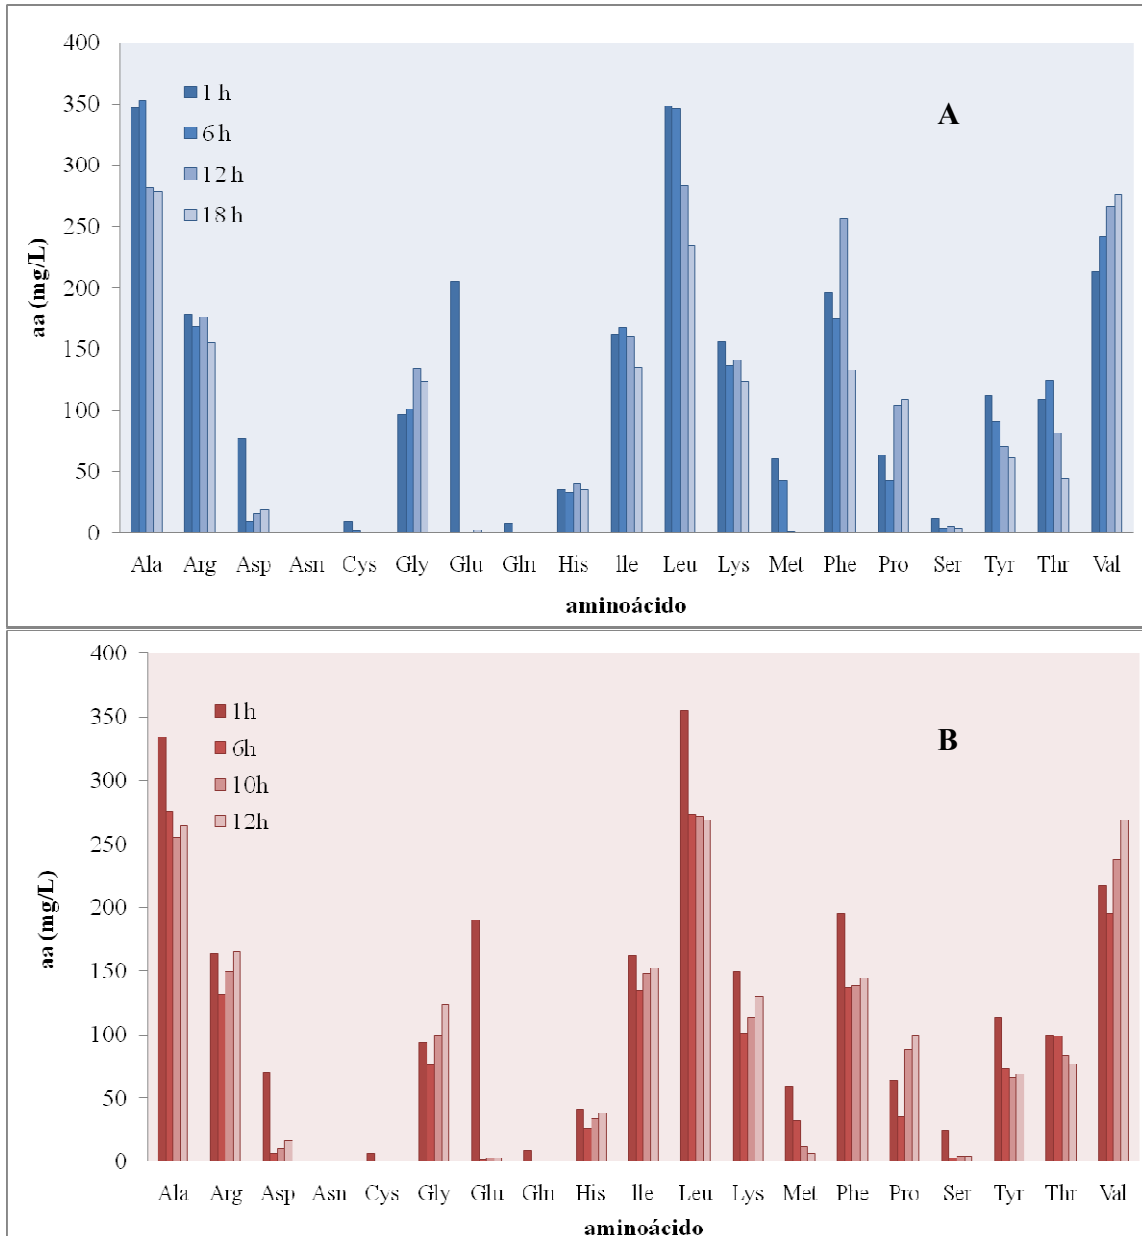 400
350
300
250
200
150
100
50
0
aa (mg/L)
1 h
6 h
12 h
18 h
A
Ala Arg Asp Asn Cys Gly Glu Gln His Ile Leu Lys Met Phe Pro Ser Tyr Thr Val
aminoácido
400
350
300
250
200
150
100
50
0
aa (mg/L)
1h
6h
10h
12h
B
Ala Arg Asp Asn Cys Gly Glu Gln His Ile Leu Lys Met Phe Pro Ser Tyr Thr Val
aminoácido